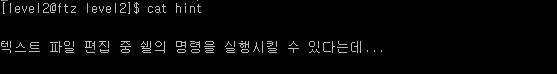 [level2@ftz level2]$ cat hint
텍스트 파일 편집 중 쉘의 명령을 실행시킬 수 있다는데...